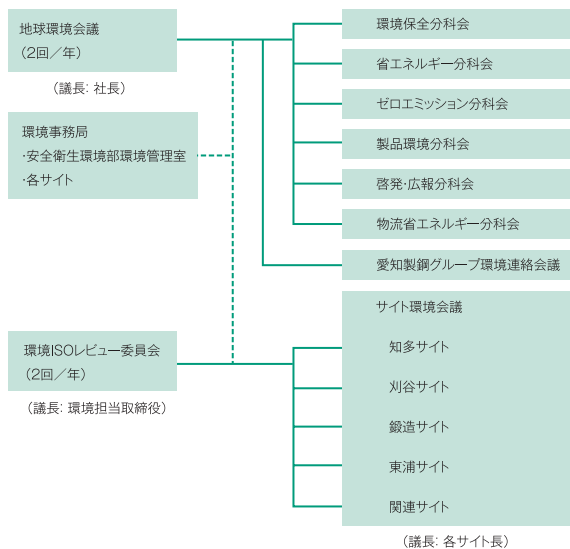 地球環境会議
（2回／年）
（議長: 社長）
環境事務局
･安全衛生環境部環境管理室
･各サイト
環境ISOレビュー委員会
（2回／年）
（議長: 環境担当取締役）
環境保全分科会
省エネルギー分科会
ゼロエミッション分科会
製品環境分科会
啓発･広報分科会
物流省エネルギー分科会
愛知製鋼グループ環境連絡会議
サイト環境会議
知多サイト
刈谷サイト
鍛造サイト
東浦サイト
関連サイト
（議長: 各サイト長）